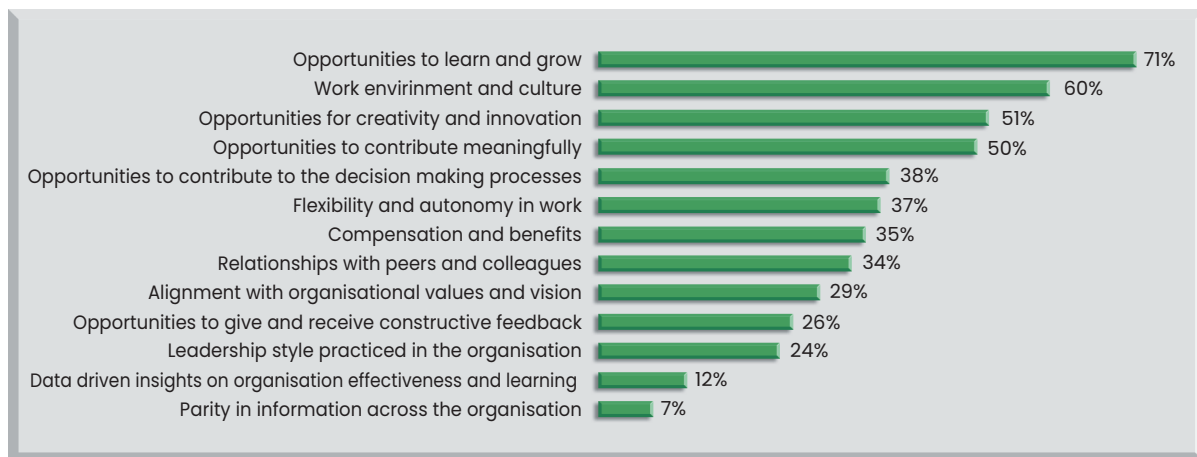 Opportunities to learn and grow 71%
Work envirinment and culture 60%
Opportunities for creativity and innovation 51%
Opportunities to contribute meaningfully 50%
Opportunities to contribute to the decision making processes 38%
Flexibility and autonomy in work 37%
Compensation and benefits 35%
Relationships with peers and colleagues 34%
Alignment with organisational values and vision 29%
Opportunities to give and receive constructive feedback 26%
Leadership style practiced in the organisation 24%
Data driven insights on organisation effectiveness and learning 12%
Parity in information across the organisation 7%